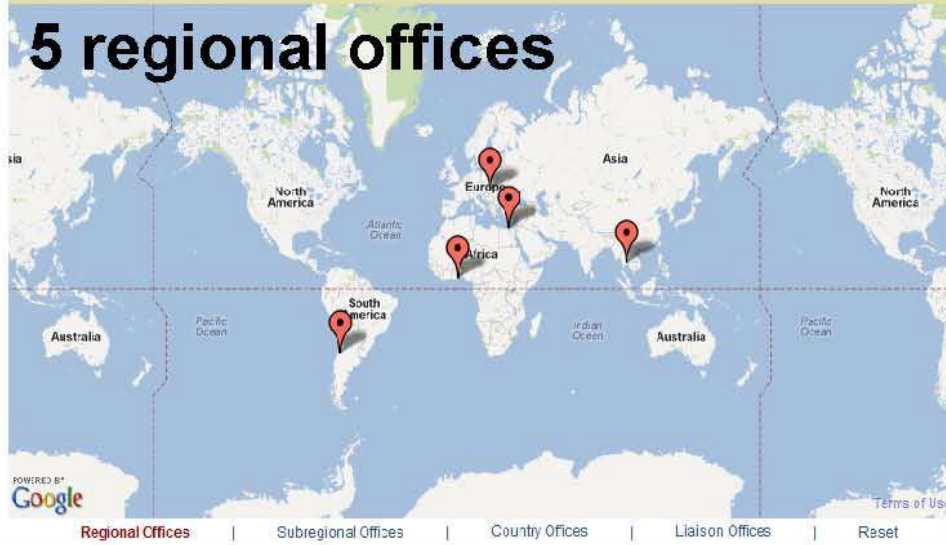 5 regional offices
sia
Asia
North
America
Europe
North
America
Atlantic
Ocean
Africa
South
America
Australia
Pacific
Ocean
Indian
Ocean
Australia
Pacific
Ocean
POWERED BY
Google
Terms of Use
Regional Offices | Subregional Offices | Country Offices | Liaison Offices | Reset